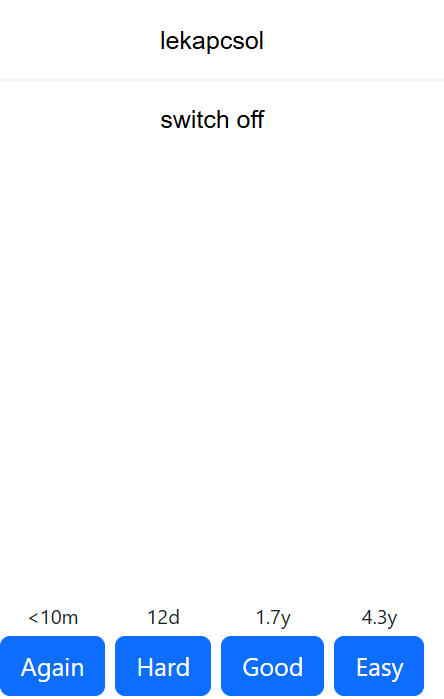 lekapcsol
switch off
<10m 12d 1.7y 4.3y
Again Hard Good Easy